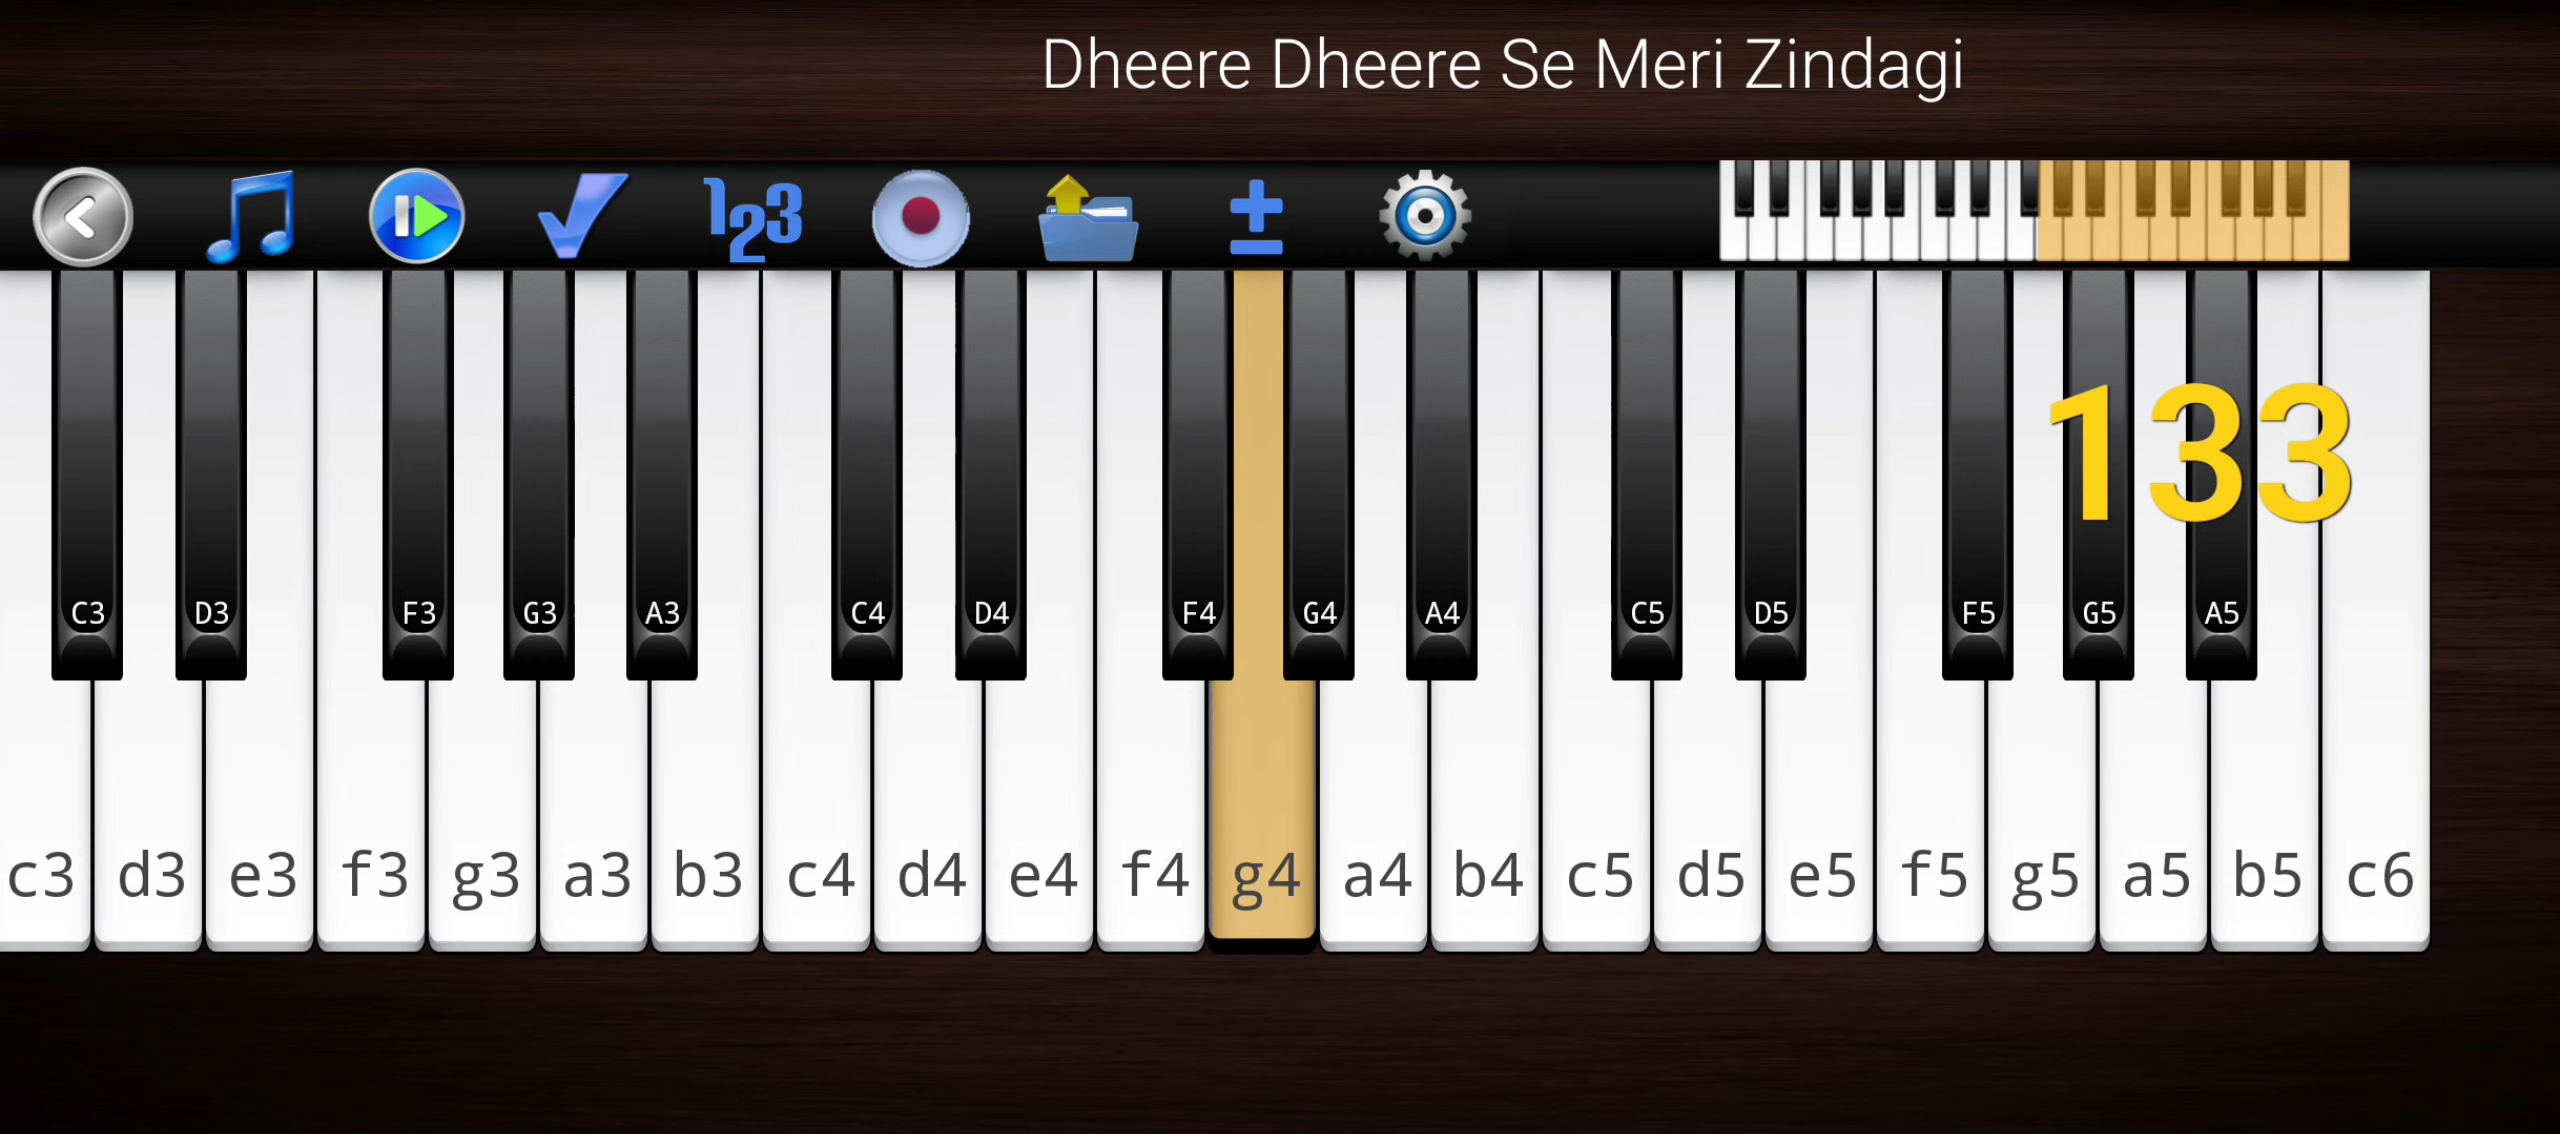 Dheere Dheere Se Meri Zindagi
123
133
C3 D3 F3 G3 A3 C4 D4 F4 G4 A4 C5 D5 F5 G5 A5
c3 d3 e3 f3 g3 a3 b3 c4 d4 e4 f4 g4 a4 b4 c5 d5 e5 f5 g5 a5 b5 c6